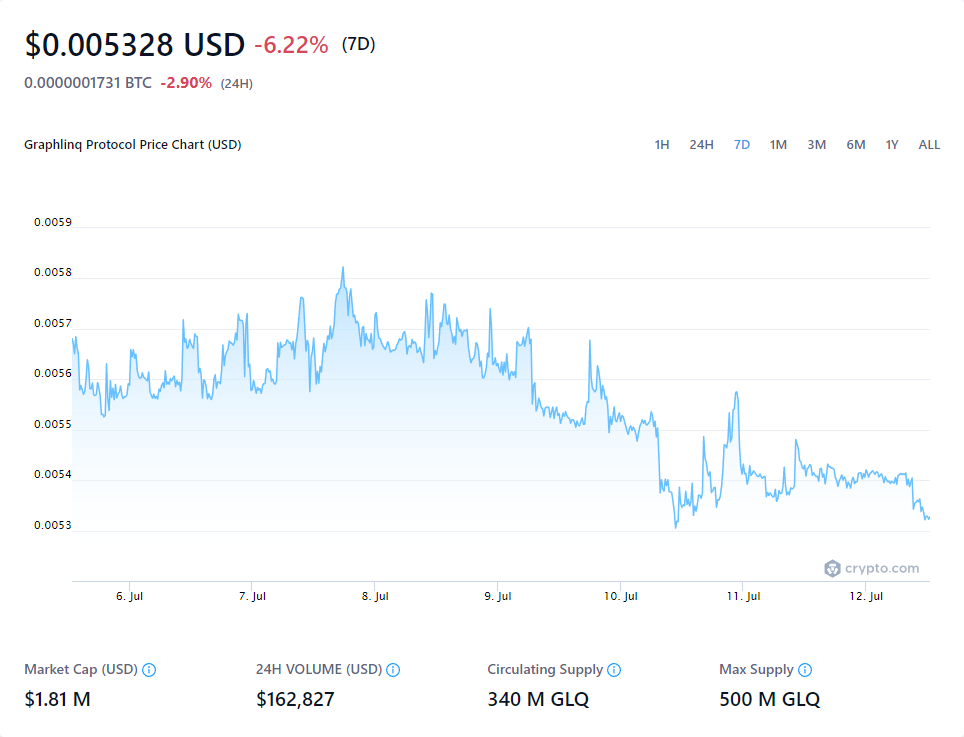 $0.005328 USD -6.22% (7D)
0.0000001731 BTC -2.90% (24H)
Graphlinq Protocol Price Chart (USD) 1H 24H 7D 1M 3M 6M 1Y ALL
0.0059
0.0058
0.0057
0.0056
0.0055
0.0054
0.0053
crypto.com
6. Jul 7. Jul 8. Jul 9. Jul 10. Jul 11. Jul 12. Jul
Market Cap (USD) 24H VOLUME (USD) Circulating Supply Max Supply
$1.81 M $162,827 340 M GLQ 500 M GLQ